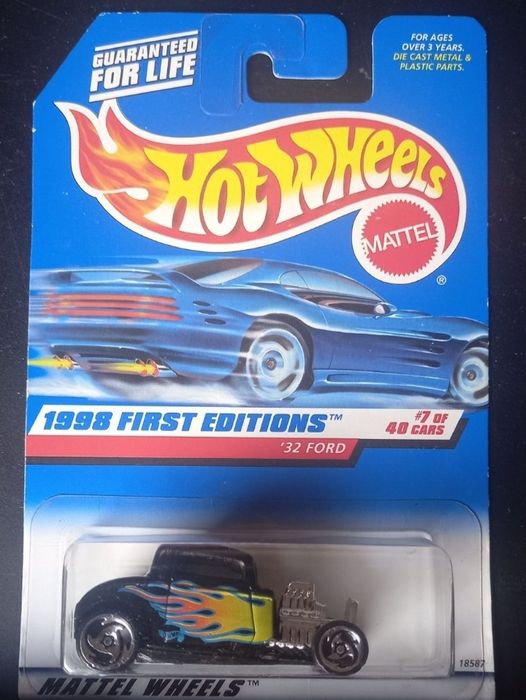 GUARANTEED
FOR LIFE
FOR AGES
OVER 3 YEARS.
DIE CAST METAL &
PLASTIC PARTS.
HOT WHEELS
MATTEL
®
1998 FIRST EDITIONS™
#7 OF
40 CARS
'32 FORD
18587
MATTEL WHEELS™